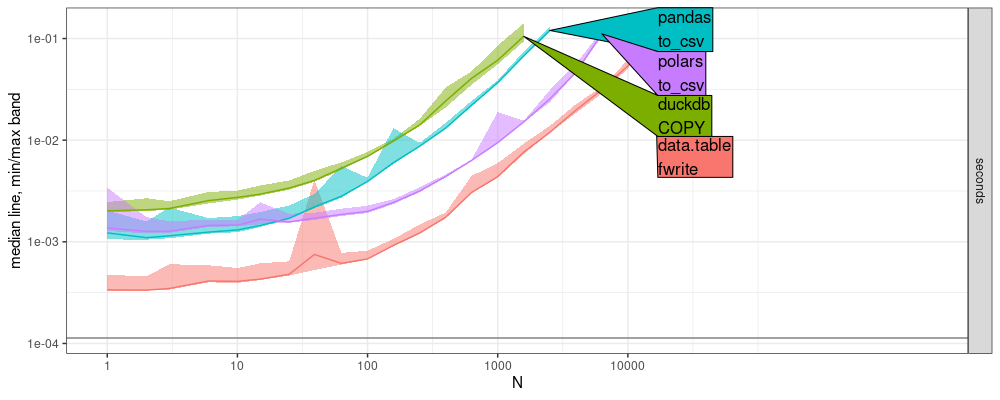 median line, min/max band
1e-01
1e-02
1e-03
1e-04
pandas
to_csv
polars
to_csv
duckdb
COPY
data.table
fwrite
seconds
1
10
100
1000
10000
N